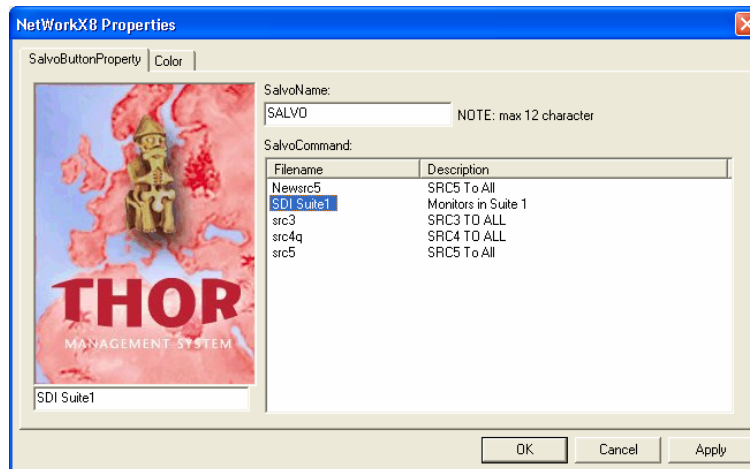 NetWorkX8 Properties
SalvoButtonProperty Color
SalvoName:
SALVO NOTE: max 12 character
SalvoCommand:
Filename Description
Newsrc5 SRC5 To All
SDI Suite1 Monitors in Suite 1
src3 SRC3 TO ALL
src4q SRC4 TO ALL
src5 SRC5 To All
THOR
MANAGEMENT SYSTEM
SDI Suite1
OK Cancel Apply